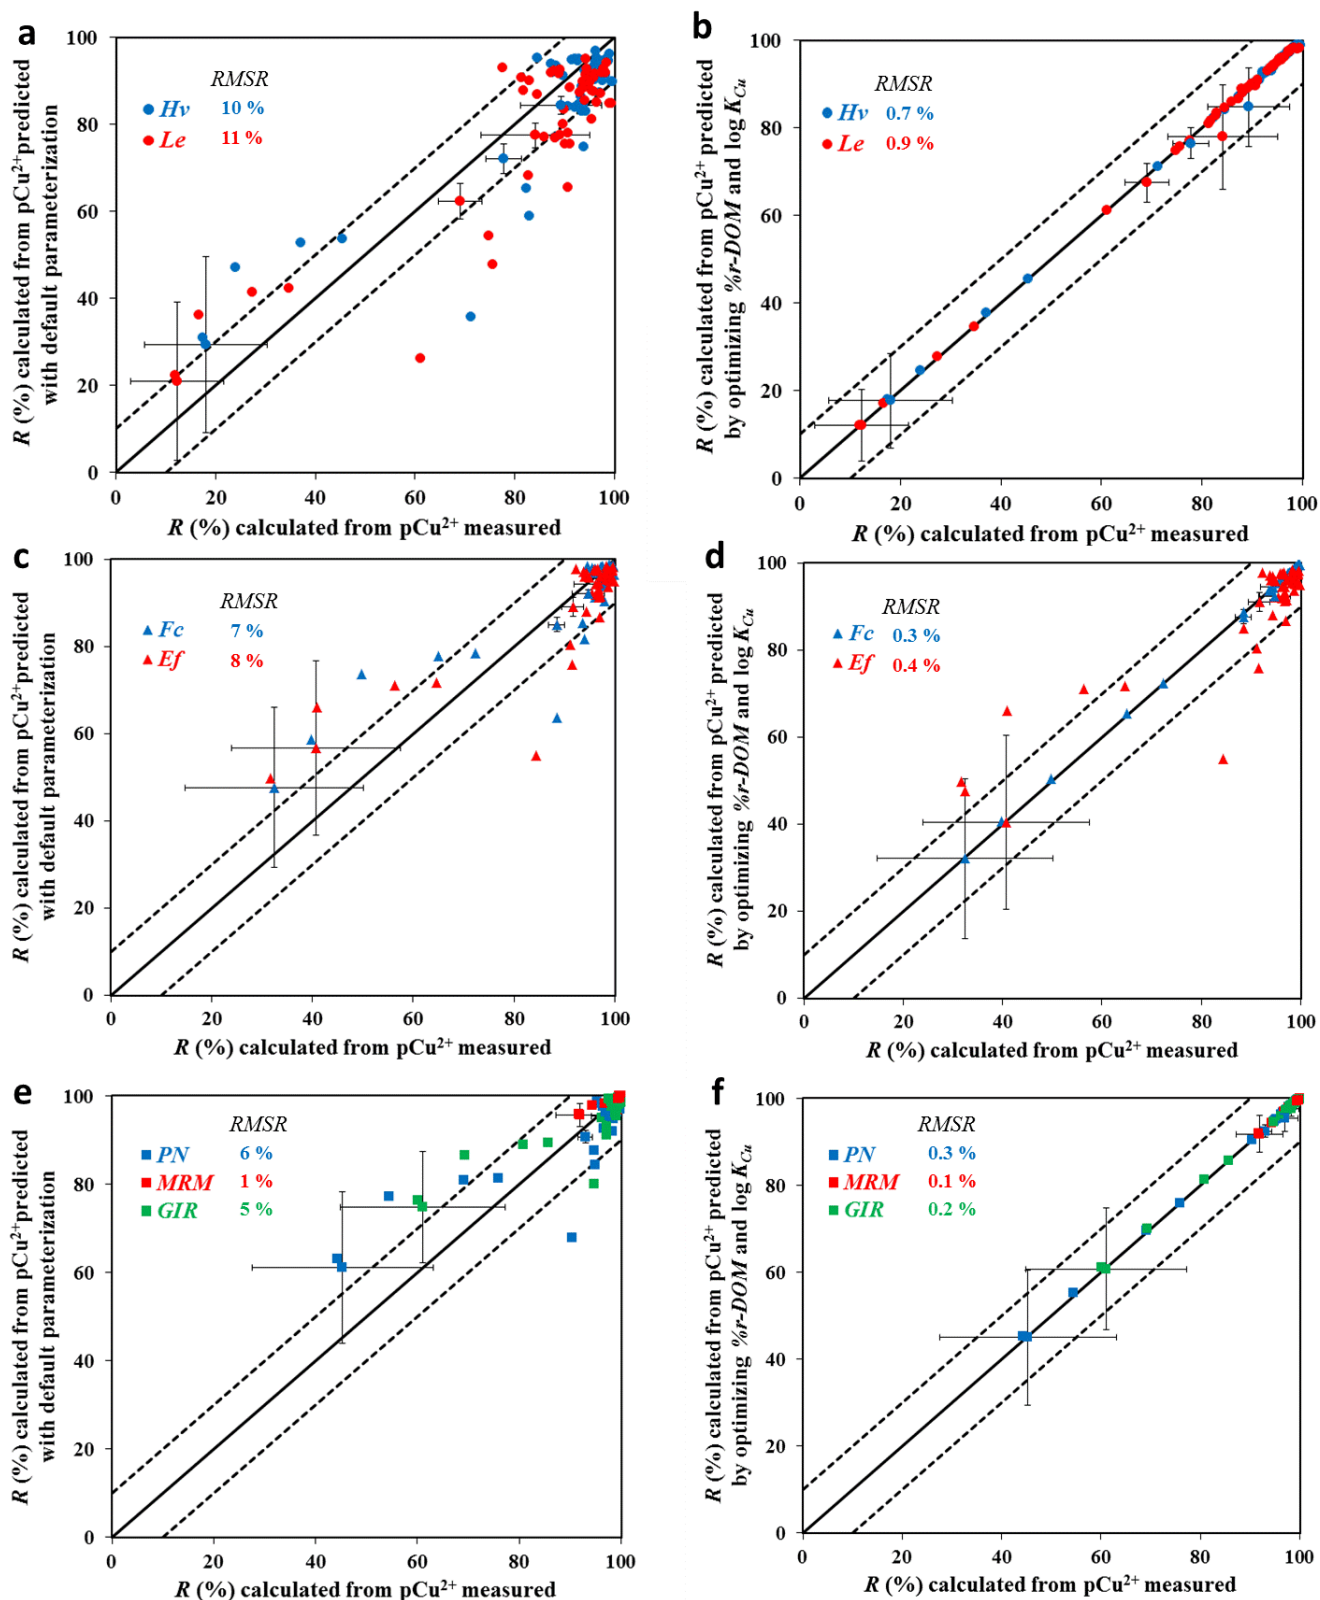 a
R (%) calculated from pCu²⁺predicted
with default parameterization
100
80
60
40
20
0
RMSR
Hv 10 %
Le 11 %
0 20 40 60 80 100
R (%) calculated from pCu²⁺ measured
b
R (%) calculated from pCu²⁺ predicted
by optimizing %r-DOM and log K_Cu
100
80
60
40
20
0
RMSR
Hv 0.7 %
Le 0.9 %
0 20 40 60 80 100
R (%) calculated from pCu²⁺ measured
c
R (%) calculated from pCu²⁺predicted
with default parameterization
100
80
60
40
20
0
RMSR
Fc 7 %
Ef 8 %
0 20 40 60 80 100
R (%) calculated from pCu²⁺ measured
d
R (%) calculated from pCu²⁺ predicted
by optimizing %r-DOM and log K_Cu
100
80
60
40
20
0
RMSR
Fc 0.3 %
Ef 0.4 %
0 20 40 60 80 100
R (%) calculated from pCu²⁺ measured
e
R (%) calculated from pCu²⁺predicted
with default parameterization
100
80
60
40
20
0
RMSR
PN 6 %
MRM 1 %
GIR 5 %
0 20 40 60 80 100
R (%) calculated from pCu²⁺ measured
f
R (%) calculated from pCu²⁺ predicted
by optimizing %r-DOM and log K_Cu
100
80
60
40
20
0
RMSR
PN 0.3 %
MRM 0.1 %
GIR 0.2 %
0 20 40 60 80 100
R (%) calculated from pCu²⁺ measured